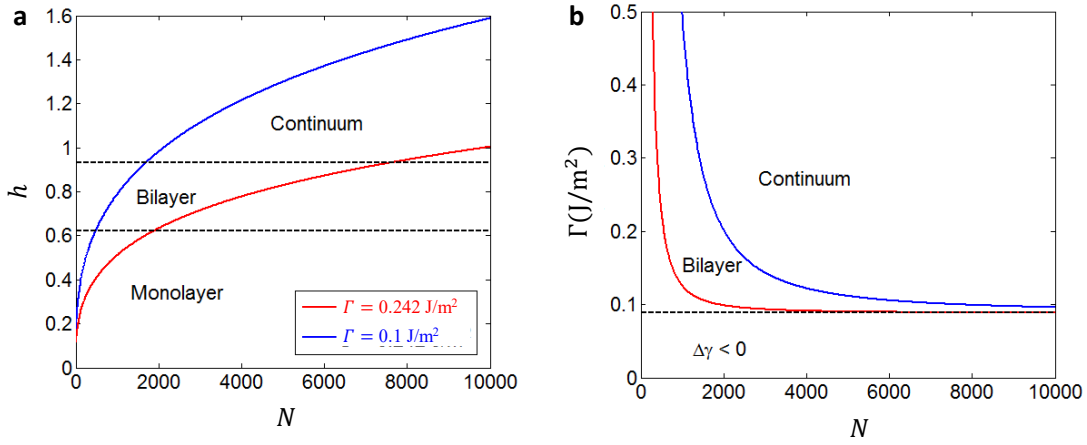 a
1.6
1.4
1.2
1
0.8
0.6
0.4
0.2
0
h
Continuum
Bilayer
Monolayer
Γ = 0.242 J/m²
Γ = 0.1 J/m²
0 2000 4000 6000 8000 10000
N
b
0.5
0.4
0.3
0.2
0.1
0
Γ(J/m²)
Continuum
Bilayer
Δγ < 0
0 2000 4000 6000 8000 10000
N